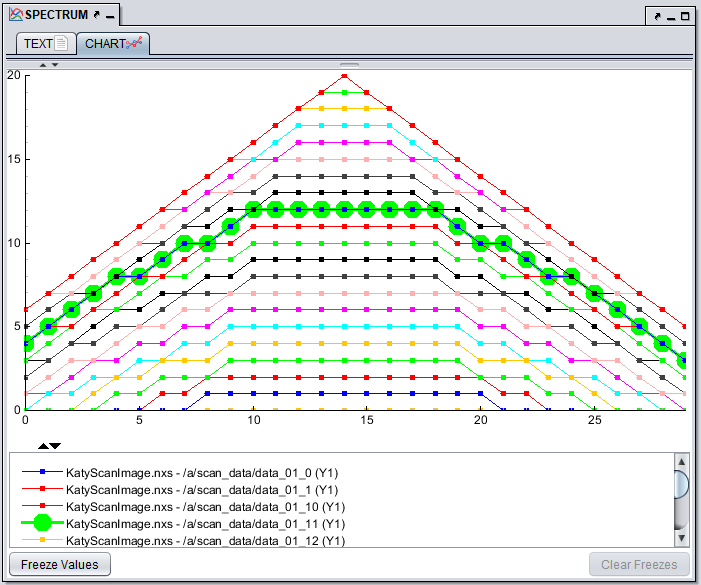 SPECTRUM
TEXT CHART
20
15
10
5
0
0 5 10 15 20 25
KatyScanImage.nxs - /a/scan_data/data_01_0 (Y1)
KatyScanImage.nxs - /a/scan_data/data_01_1 (Y1)
KatyScanImage.nxs - /a/scan_data/data_01_10 (Y1)
KatyScanImage.nxs - /a/scan_data/data_01_11 (Y1)
KatyScanImage.nxs - /a/scan_data/data_01_12 (Y1)
Freeze Values Clear Freezes